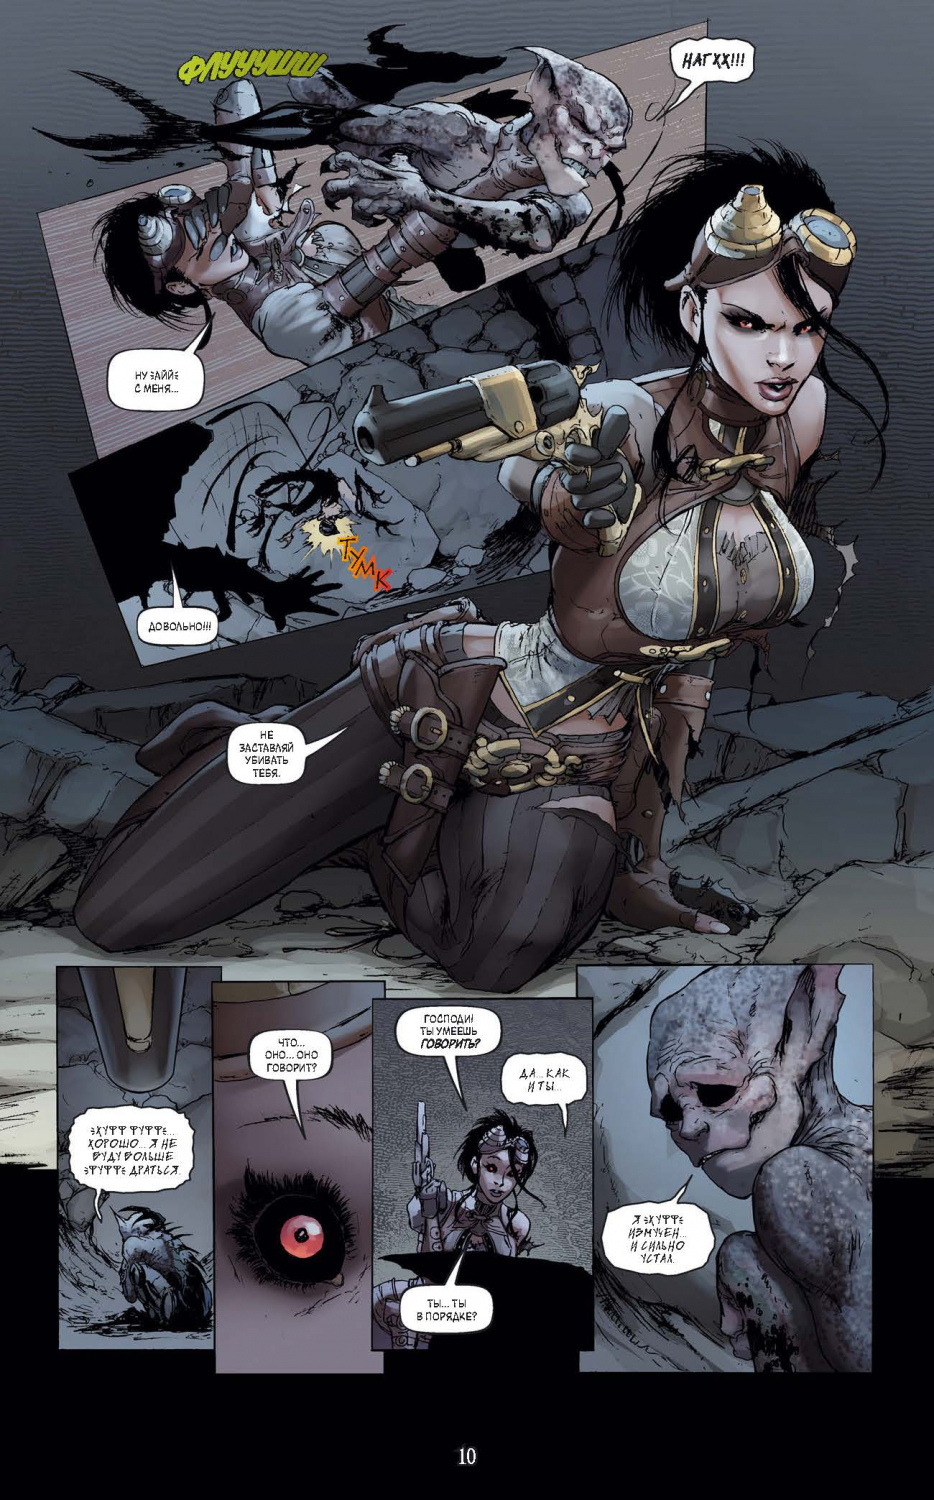 ФЛУУУШШ
НАГХХ!!!
НУ ЗАЙЙЕ
С МЕНЯ...
ТУМК
ДОВОЛЬНО!!!
НЕ
ЗАСТАВЛЯЙ
УБИВАТЬ
ТЕБЯ.
ЧТО...
ОНО... ОНО
ГОВОРИТ?
ХОРОШО... Я НЕ
БУДУ БОЛЬШЕ
ДРАТЬСЯ.
ГОСПОДИ!
ТЫ УМЕЕШЬ
ГОВОРИТЬ?
ДА... КАК
И ТЫ...
ТЫ... ТЫ
В ПОРЯДКЕ?
Я
ИЗМУЧЕН...
И СИЛЬНО
УСТАЛ.
10